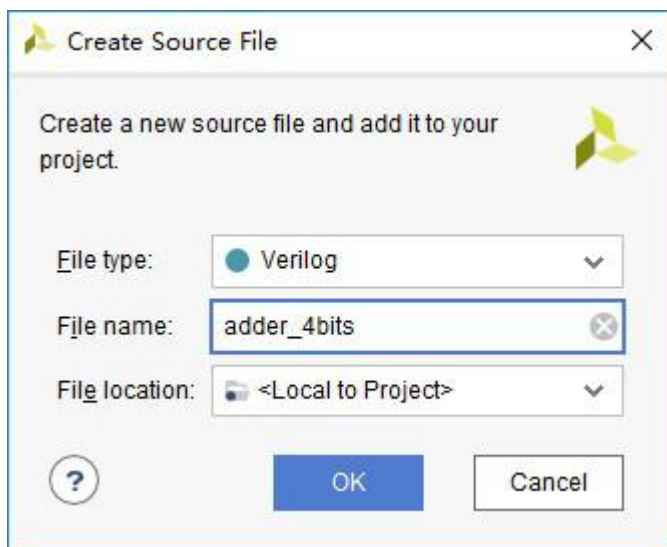 Create Source File
Create a new source file and add it to your
project.
File type: Verilog
File name: adder_4bits
File location: <Local to Project>
? OK Cancel